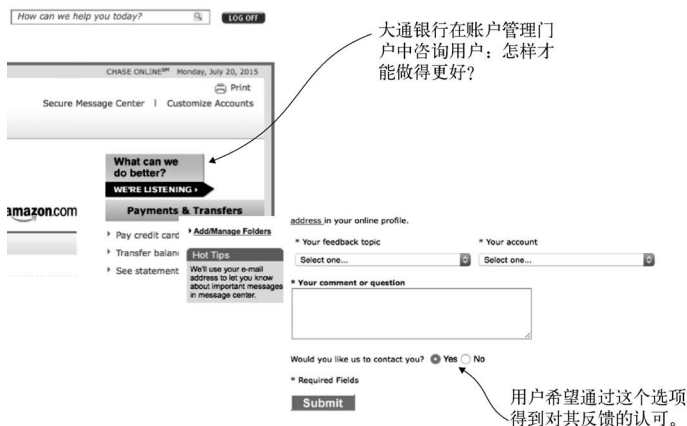 How can we help you today?
LOG OFF
大通银行在账户管理门
户中咨询用户：怎样才
能做得更好？
CHASE ONLINE℠ Monday, July 20, 2015
Print
Secure Message Center | Customize Accounts
What can we
do better?
WE'RE LISTENING
amazon.com
Payments & Transfers
Pay credit card
Transfer balanc
See statement
Add/Manage Folders
Hot Tips
We'll use your e-mail
address to let you know
about important messages
in message center.
address in your online profile.
* Your feedback topic
* Your account
Select one...
Select one...
* Your comment or question
Would you like us to contact you? Yes No
* Required Fields
Submit
用户希望通过这个选项
得到对其反馈的认可。